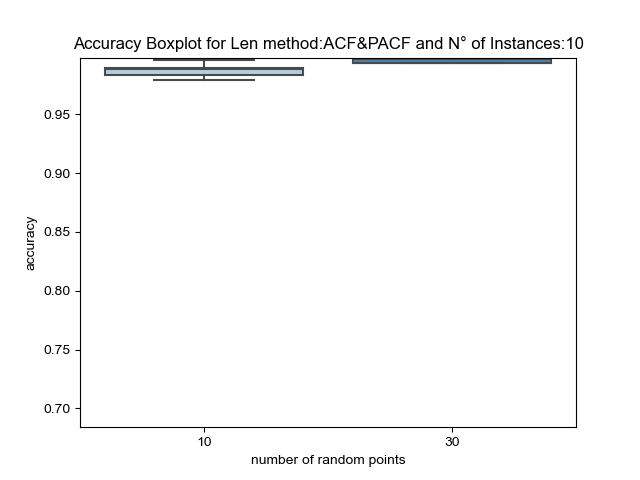 Accuracy Boxplot for Len method:ACF&PACF and N° of Instances:10
0.95
0.90
0.85
0.80
0.75
0.70
accuracy
10 30
number of random points